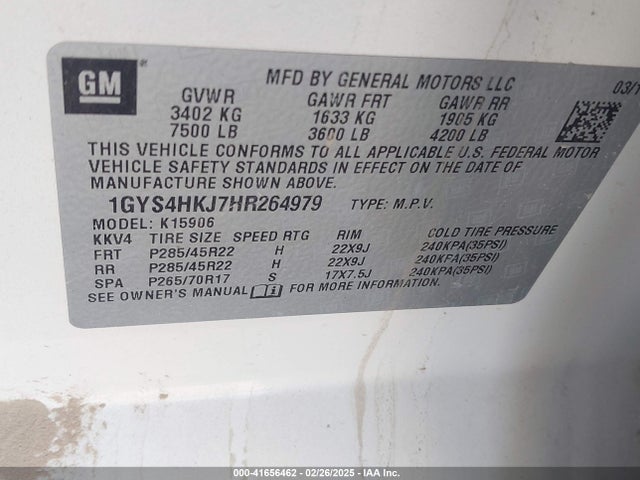 GM
MFD BY GENERAL MOTORS LLC
03/1
GVWR GAWR FRT GAWR RR
3402 KG 1633 KG 1905 KG
7500 LB 3600 LB 4200 LB
THIS VEHICLE CONFORMS TO ALL APPLICABLE U.S. FEDERAL MOTOR
VEHICLE SAFETY STANDARDS IN EFFECT ON THE DATE OF
MANUFACTURE SHOWN ABOVE.
1GYS4HKJ7HR264979 TYPE: M.P.V.
MODEL: K15906
KKV4 TIRE SIZE SPEED RTG RIM COLD TIRE PRESSURE
FRT P285/45R22 H 22X9J 240KPA(35PSI)
RR P285/45R22 H 22X9J 240KPA(35PSI)
SPA P265/70R17 S 17X7.5J 240KPA(35PSI)
SEE OWNER'S MANUAL FOR MORE INFORMATION.
000-41656462 - 02/26/2025 - IAA Inc.